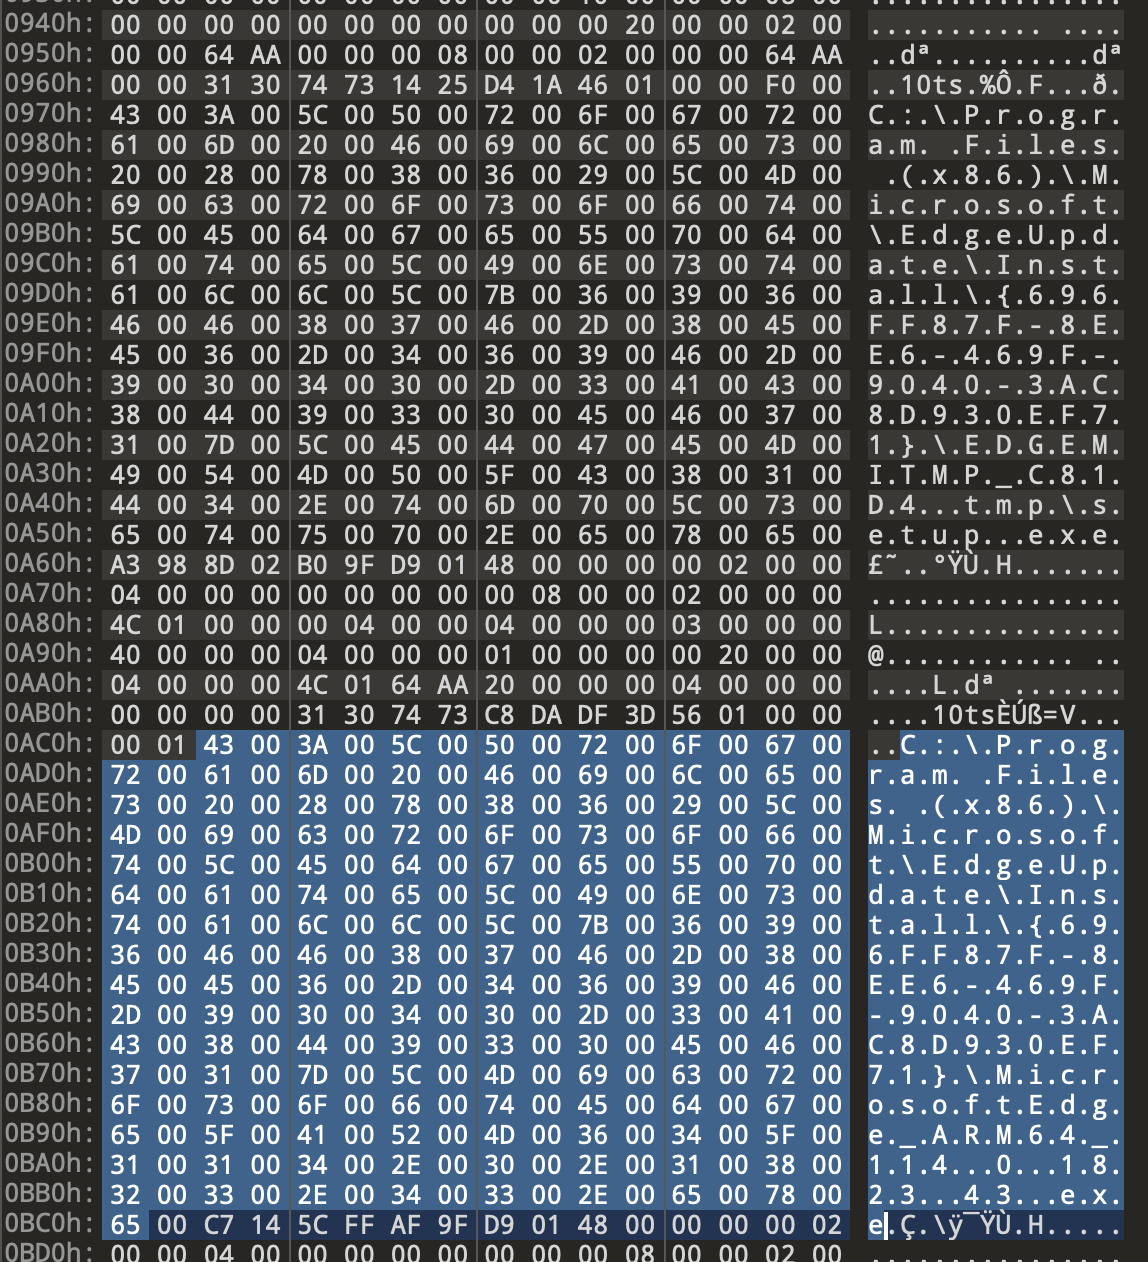 0940h: 00 00 00 00 00 00 00 00 00 00 00 20 00 00 02 00 ........... ....
0950h: 00 00 64 AA 00 00 00 08 00 00 02 00 00 00 64 AA ..dª..........dª
0960h: 00 00 31 30 74 73 14 25 D4 1A 46 01 00 00 F0 00 ..10ts.%Ô.F...ð.
0970h: 43 00 3A 00 5C 00 50 00 72 00 6F 00 67 00 72 00 C.:.\.P.r.o.g.r.
0980h: 61 00 6D 00 20 00 46 00 69 00 6C 00 65 00 73 00 a.m. .F.i.l.e.s.
0990h: 20 00 28 00 78 00 38 00 36 00 29 00 5C 00 4D 00  .(.x.8.6.).\.M.
09A0h: 69 00 63 00 72 00 6F 00 73 00 6F 00 66 00 74 00 i.c.r.o.s.o.f.t.
09B0h: 5C 00 45 00 64 00 67 00 65 00 55 00 70 00 64 00 \.E.d.g.e.U.p.d.
09C0h: 61 00 74 00 65 00 5C 00 49 00 6E 00 73 00 74 00 a.t.e.\.I.n.s.t.
09D0h: 61 00 6C 00 6C 00 5C 00 7B 00 36 00 39 00 36 00 a.l.l.\.{.6.9.6.
09E0h: 46 00 46 00 38 00 37 00 46 00 2D 00 38 00 45 00 F.F.8.7.F.-.8.E.
09F0h: 45 00 36 00 2D 00 34 00 36 00 39 00 46 00 2D 00 E.6.-.4.6.9.F.-.
0A00h: 39 00 30 00 34 00 30 00 2D 00 33 00 41 00 43 00 9.0.4.0.-.3.A.C.
0A10h: 38 00 44 00 39 00 33 00 30 00 45 00 46 00 37 00 8.D.9.3.0.E.F.7.
0A20h: 31 00 7D 00 5C 00 45 00 44 00 47 00 45 00 4D 00 1.}.\.E.D.G.E.M.
0A30h: 49 00 54 00 4D 00 50 00 5F 00 43 00 38 00 31 00 I.T.M.P._.C.8.1.
0A40h: 44 00 34 00 2E 00 74 00 6D 00 70 00 5C 00 73 00 D.4...t.m.p.\.s.
0A50h: 65 00 74 00 75 00 70 00 2E 00 65 00 78 00 65 00 e.t.u.p...e.x.e.
0A60h: A3 98 8D 02 B0 9F D9 01 48 00 00 00 00 02 00 00 £˜..°ŸÙ.H.......
0A70h: 04 00 00 00 00 00 00 00 00 08 00 00 02 00 00 00 ................
0A80h: 4C 01 00 00 00 04 00 00 04 00 00 00 03 00 00 00 L...............
0A90h: 40 00 00 00 04 00 00 00 01 00 00 00 00 20 00 00 @............ ..
0AA0h: 04 00 00 00 4C 01 64 AA 20 00 00 00 04 00 00 00 ....L.dª .......
0AB0h: 00 00 00 00 31 30 74 73 C8 DA DF 3D 56 01 00 00 ....10tsÈÚß=V...
0AC0h: 00 01 43 00 3A 00 5C 00 50 00 72 00 6F 00 67 00 ..C.:.\.P.r.o.g.
0AD0h: 72 00 61 00 6D 00 20 00 46 00 69 00 6C 00 65 00 r.a.m. .F.i.l.e.
0AE0h: 73 00 20 00 28 00 78 00 38 00 36 00 29 00 5C 00 s. .(.x.8.6.).\.
0AF0h: 4D 00 69 00 63 00 72 00 6F 00 73 00 6F 00 66 00 M.i.c.r.o.s.o.f.
0B00h: 74 00 5C 00 45 00 64 00 67 00 65 00 55 00 70 00 t.\.E.d.g.e.U.p.
0B10h: 64 00 61 00 74 00 65 00 5C 00 49 00 6E 00 73 00 d.a.t.e.\.I.n.s.
0B20h: 74 00 61 00 6C 00 6C 00 5C 00 7B 00 36 00 39 00 t.a.l.l.\.{.6.9.
0B30h: 36 00 46 00 46 00 38 00 37 00 46 00 2D 00 38 00 6.F.F.8.7.F.-.8.
0B40h: 45 00 45 00 36 00 2D 00 34 00 36 00 39 00 46 00 E.E.6.-.4.6.9.F.
0B50h: 2D 00 39 00 30 00 34 00 30 00 2D 00 33 00 41 00 -.9.0.4.0.-.3.A.
0B60h: 43 00 38 00 44 00 39 00 33 00 30 00 45 00 46 00 C.8.D.9.3.0.E.F.
0B70h: 37 00 31 00 7D 00 5C 00 4D 00 69 00 63 00 72 00 7.1.}.\.M.i.c.r.
0B80h: 6F 00 73 00 6F 00 66 00 74 00 45 00 64 00 67 00 o.s.o.f.t.E.d.g.
0B90h: 65 00 5F 00 41 00 52 00 4D 00 36 00 34 00 5F 00 e._.A.R.M.6.4._.
0BA0h: 31 00 31 00 34 00 2E 00 30 00 2E 00 31 00 38 00 1.1.4...0...1.8.
0BB0h: 32 00 33 00 2E 00 34 00 33 00 2E 00 65 00 78 00 2.3...4.3...e.x.
0BC0h: 65 00 C7 14 5C FF AF 9F D9 01 48 00 00 00 00 02 e.Ç.\ÿ¯ŸÙ.H.....
0BD0h: 00 00 04 00 00 00 00 00 00 00 00 08 00 00 02 00 ................